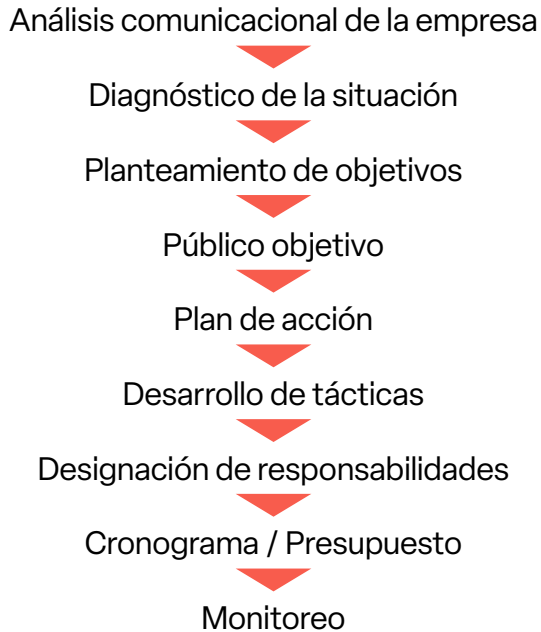 Análisis comunicacional de la empresa
Diagnóstico de la situación
Planteamiento de objetivos
Público objetivo
Plan de acción
Desarrollo de tácticas
Designación de responsabilidades
Cronograma / Presupuesto
Monitoreo